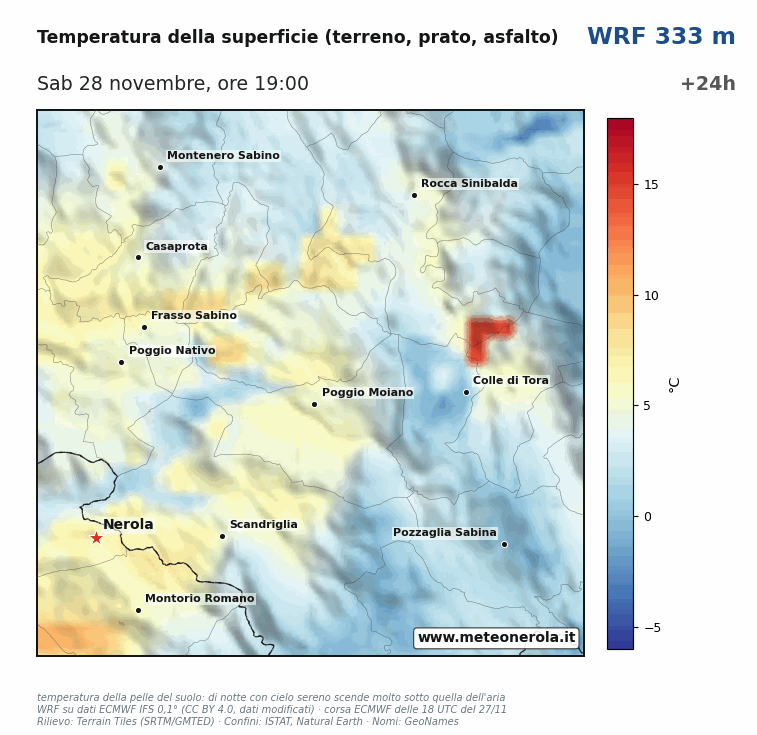 Temperatura della superficie (terreno, prato, asfalto) WRF 333 m
Sab 28 novembre, ore 19:00 +24h
Montenero Sabino
Rocca Sinibalda
Casaprota
Frasso Sabino
Poggio Nativo
Colle di Tora
Poggio Moiano
Nerola
Scandriglia
Pozzaglia Sabina
Montorio Romano
www.meteonerola.it
15
10
5
0
−5
°C
temperatura della pelle del suolo: di notte con cielo sereno scende molto sotto quella dell'aria
WRF su dati ECMWF IFS 0,1° (CC BY 4.0, dati modificati) · corsa ECMWF delle 18 UTC del 27/11
Rilievo: Terrain Tiles (SRTM/GMTED) · Confini: ISTAT, Natural Earth · Nomi: GeoNames